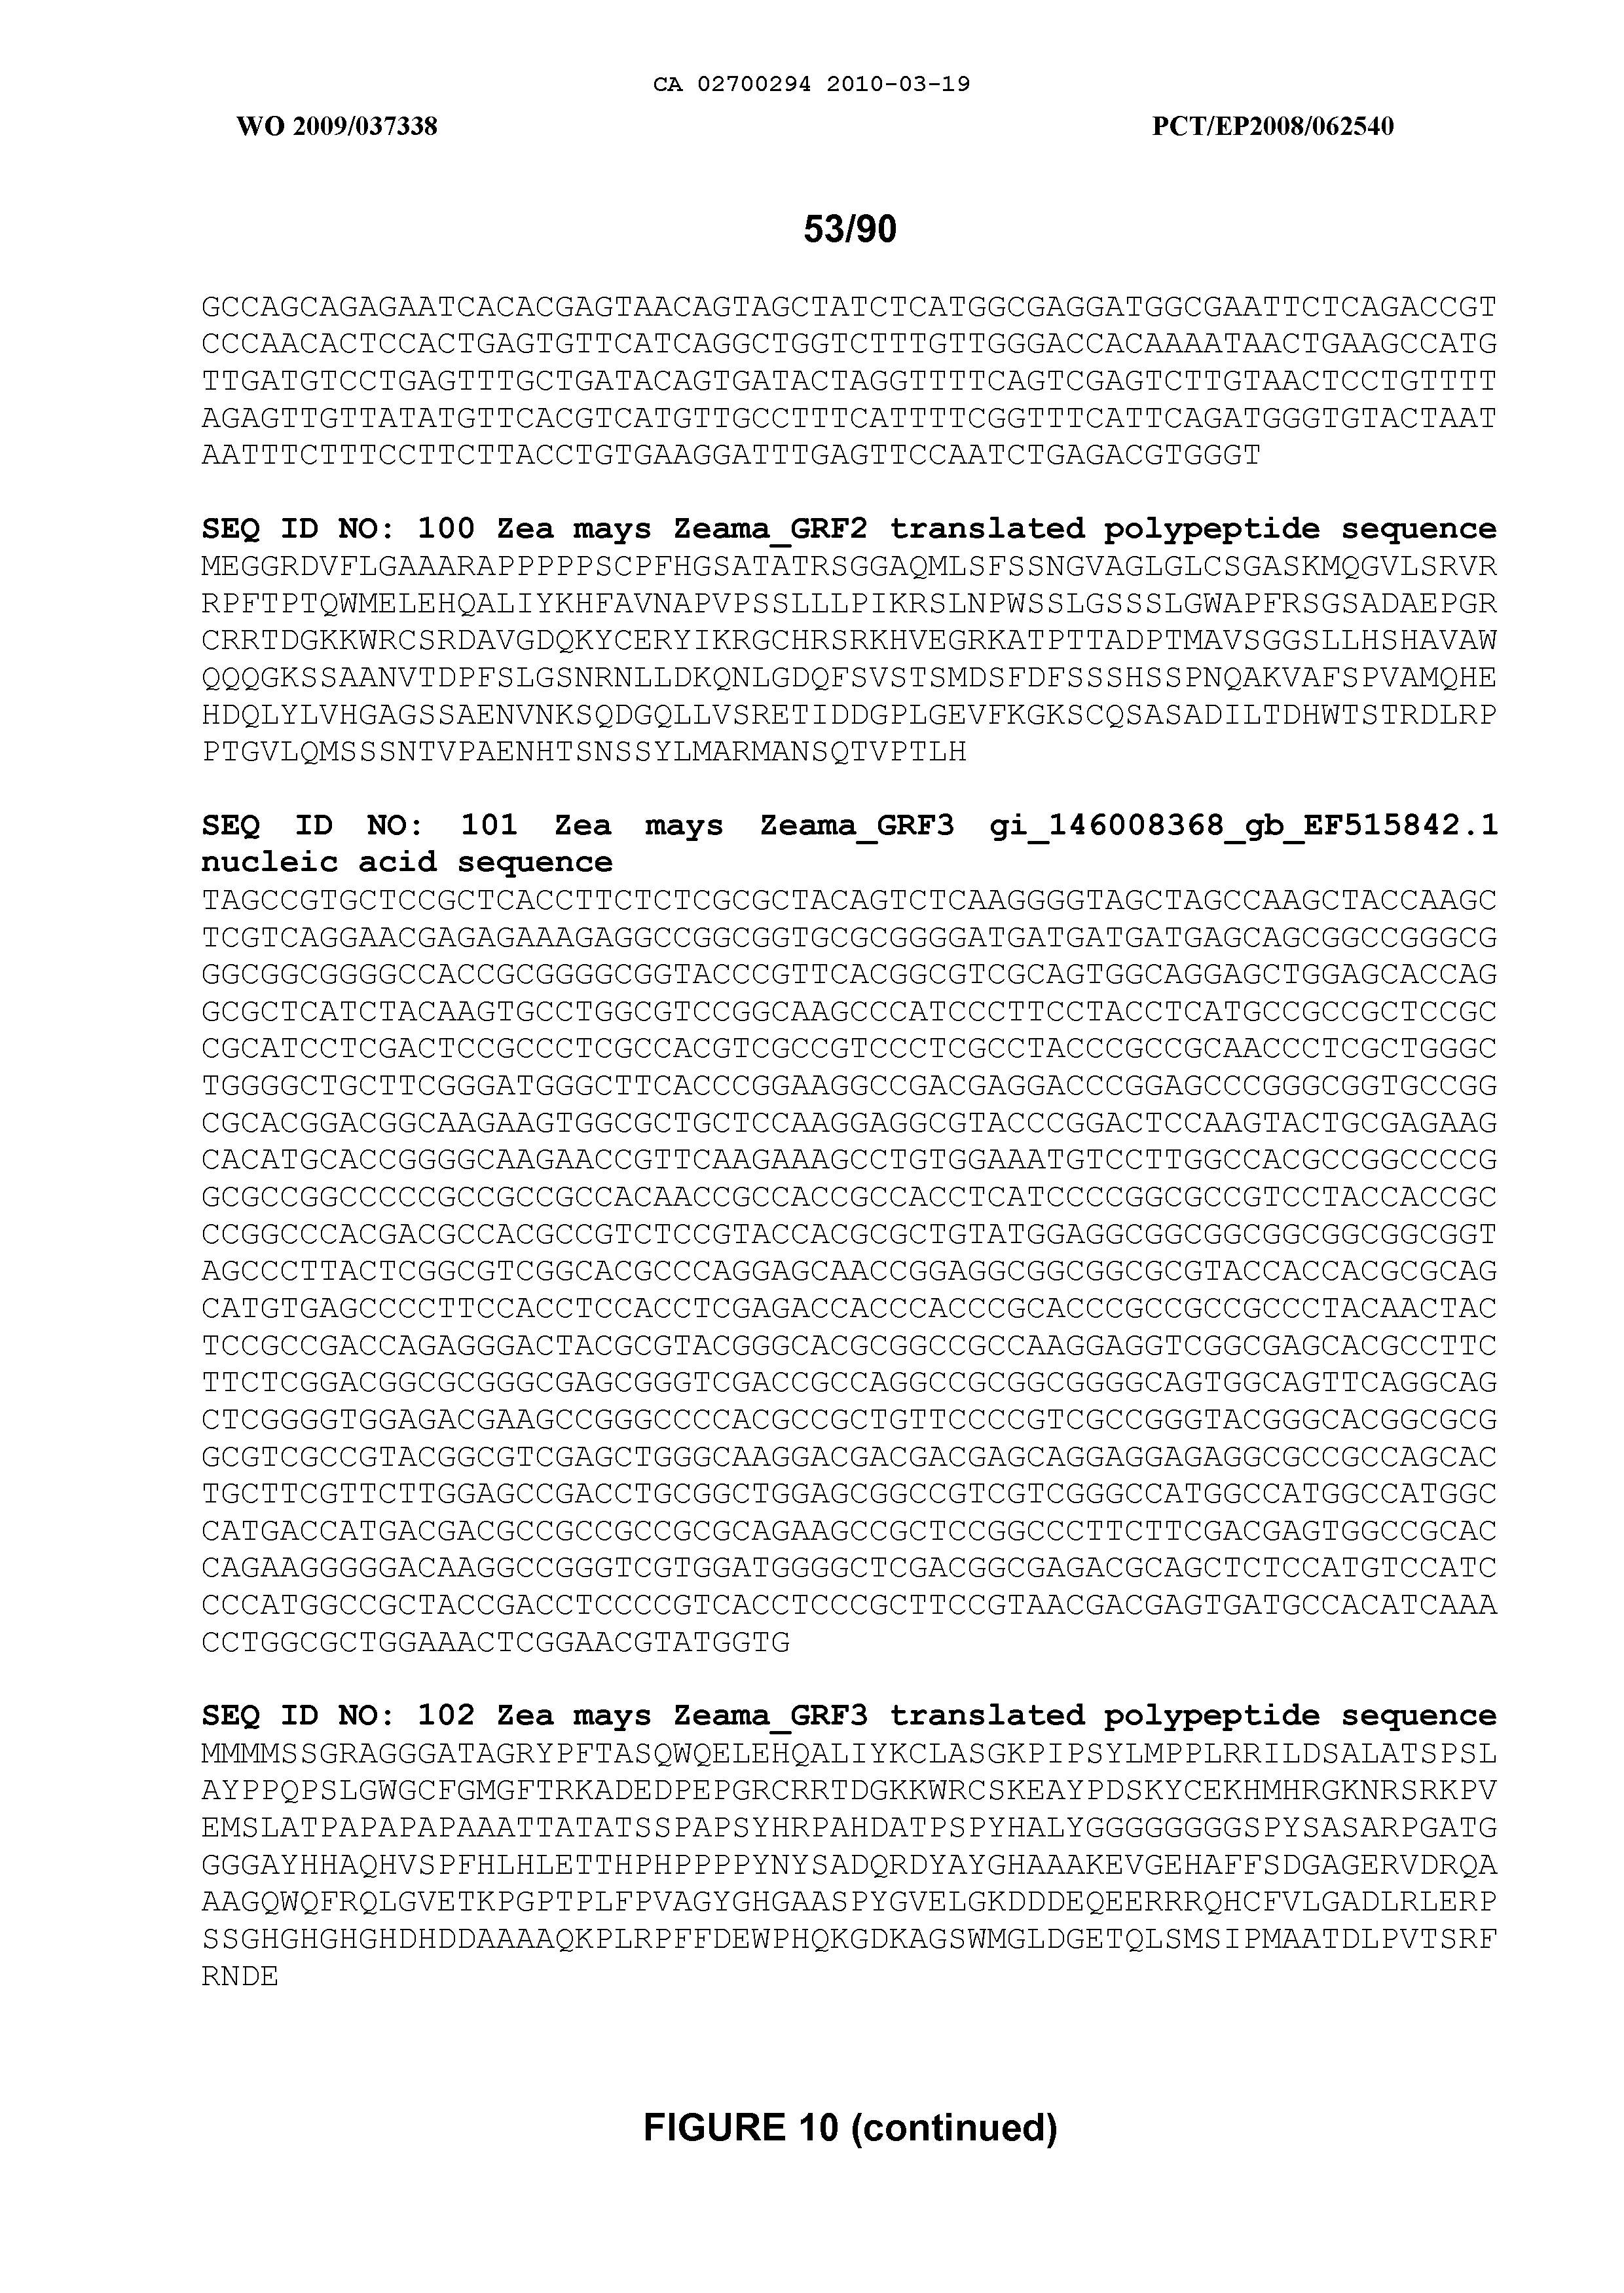 CA 02700294 2010-03-19
WO 2009/037338 PCT/EP2008/062540
53/90
GCCAGCAGAGAATCACACGAGTAACAGTAGCTATCTCATGGCGAGGATGGCGAATTCTCAGACCGT
CCCAACACTCCACTGAGTGTTCATCAGGCTGGTCTTTGTTGGGACCACAAAATAACTGAAGCCATG
TTGATGTCCTGAGTTTGCTGATACAGTGATACTAGGTTTTCAGTCGAGTCTTGTAACTCCTGTTTT
AGAGTTGTTATATGTTCACGTCATGTTGCCTTTCATTTTCGGTTTCATTCAGATGGGTGTACTAAT
AATTTCTTTCCTTCTTACCTGTGAAGGATTTGAGTTCCAATCTGAGACGTGGGT
SEQ ID NO: 100 Zea mays Zeama_GRF2 translated polypeptide sequence
MEGGRDVFLGAAARAPPPPPSCPFHGSATATRSGGAQMLSFSSNGVAGLGLCSGASKMQGVLSRVR
RPFTPTQWMELEHQALIYKHFAVNAPVPSSLLLPIKRSLNPWSSLGSSSLGWAPFRSGSADAEPGR
CRRTDGKKWRCSRDAVGDQKYCERYIKRGCHRSRKHVEGRKATPTTADPTMAVSGGSLLHSHAVAW
QQQGKSSAANVTDPFSLGSNRNLLDKQNLGDQFSVSTSMDSFDFSSSHSSPNQAKVAFSPVAMQHE
HDQLYLVHGAGSSAENVNKSQDGQLLVSRETIDDGPLGEVFKGKSCQSASADILTDHWTSTRDLRP
PTGVLQMSSSNTVPAENHTSNSSYLMARMANSQTVPTLH
SEQ ID NO: 101 Zea mays Zeama_GRF3 gi_146008368_gb_EF515842.1
nucleic acid sequence
TAGCCGTGCTCCGCTCACCTTCTCTCGCGCTACAGTCTCAAGGGGTAGCTAGCCAAGCTACCAAGC
TCGTCAGGAACGAGAGAAAGAGGCCGGCGGTGCGCGGGGATGATGATGATGAGCAGCGGCCGGGCG
GGCGGCGGGGCCACCGCGGGGCGGTACCCGTTCACGGCGTCGCAGTGGCAGGAGCTGGAGCACCAG
GCGCTCATCTACAAGTGCCTGGCGTCCGGCAAGCCCATCCCTTCCTACCTCATGCCGCCGCTCCGC
CGCATCCTCGACTCCGCCCTCGCCACGTCGCCGTCCCTCGCCTACCCGCCGCAACCCTCGCTGGGC
TGGGGCTGCTTCGGGATGGGCTTCACCCGGAAGGCCGACGAGGACCCGGAGCCCGGGCGGTGCCGG
CGCACGGACGGCAAGAAGTGGCGCTGCTCCAAGGAGGCGTACCCGGACTCCAAGTACTGCGAGAAG
CACATGCACCGGGGCAAGAACCGTTCAAGAAAGCCTGTGGAAATGTCCTTGGCCACGCCGGCCCCG
GCGCCGGCCCCCGCCGCCGCCACAACCGCCACCGCCACCTCATCCCCGGCGCCGTCCTACCACCGC
CCGGCCCACGACGCCACGCCGTCTCCGTACCACGCGCTGTATGGAGGCGGCGGCGGCGGCGGCGGT
AGCCCTTACTCGGCGTCGGCACGCCCAGGAGCAACCGGAGGCGGCGGCGCGTACCACCACGCGCAG
CATGTGAGCCCCTTCCACCTCCACCTCGAGACCACCCACCCGCACCCGCCGCCGCCCTACAACTAC
TCCGCCGACCAGAGGGACTACGCGTACGGGCACGCGGCCGCCAAGGAGGTCGGCGAGCACGCCTTC
TTCTCGGACGGCGCGGGCGAGCGGGTCGACCGCCAGGCCGCGGCGGGGCAGTGGCAGTTCAGGCAG
CTCGGGGTGGAGACGAAGCCGGGCCCCACGCCGCTGTTCCCCGTCGCCGGGTACGGGCACGGCGCG
GCGTCGCCGTACGGCGTCGAGCTGGGCAAGGACGACGACGAGCAGGAGGAGAGGCGCCGCCAGCAC
TGCTTCGTTCTTGGAGCCGACCTGCGGCTGGAGCGGCCGTCGTCGGGCCATGGCCATGGCCATGGC
CATGACCATGACGACGCCGCCGCCGCGCAGAAGCCGCTCCGGCCCTTCTTCGACGAGTGGCCGCAC
CAGAAGGGGGACAAGGCCGGGTCGTGGATGGGGCTCGACGGCGAGACGCAGCTCTCCATGTCCATC
CCCATGGCCGCTACCGACCTCCCCGTCACCTCCCGCTTCCGTAACGACGAGTGATGCCACATCAAA
CCTGGCGCTGGAAACTCGGAACGTATGGTG
SEQ ID NO: 102 Zea mays Zeama_GRF3 translated polypeptide sequence
MMMMSSGRAGGGATAGRYPFTASQWQELEHQALIYKCLASGKPIPSYLMPPLRRILDSALATSPSL
AYPPQPSLGWGCFGMGFTRKADEDPEPGRCRRTDGKKWRCSKEAYPDSKYCEKHMHRGKNRSRKPV
EMSLATPAPAPAPAAATTATATSSPAPSYHRPAHDATPSPYHALYGGGGGGGGSPYSASARPGATG
GGGAYHHAQHVSPFHLHLETTHPHPPPPYNYSADQRDYAYGHAAAKEVGEHAFFSDGAGERVDRQA
AAGQWQFRQLGVETKPGPTPLFPVAGYGHGAASPYGVELGKDDDEQEERRRQHCFVLGADLRLERP
SSGHGHGHGHDHDDAAAAQKPLRPFFDEWPHQKGDKAGSWMGLDGETQLSMSIPMAATDLPVTSRF
RNDE
FIGURE 10 (continued)